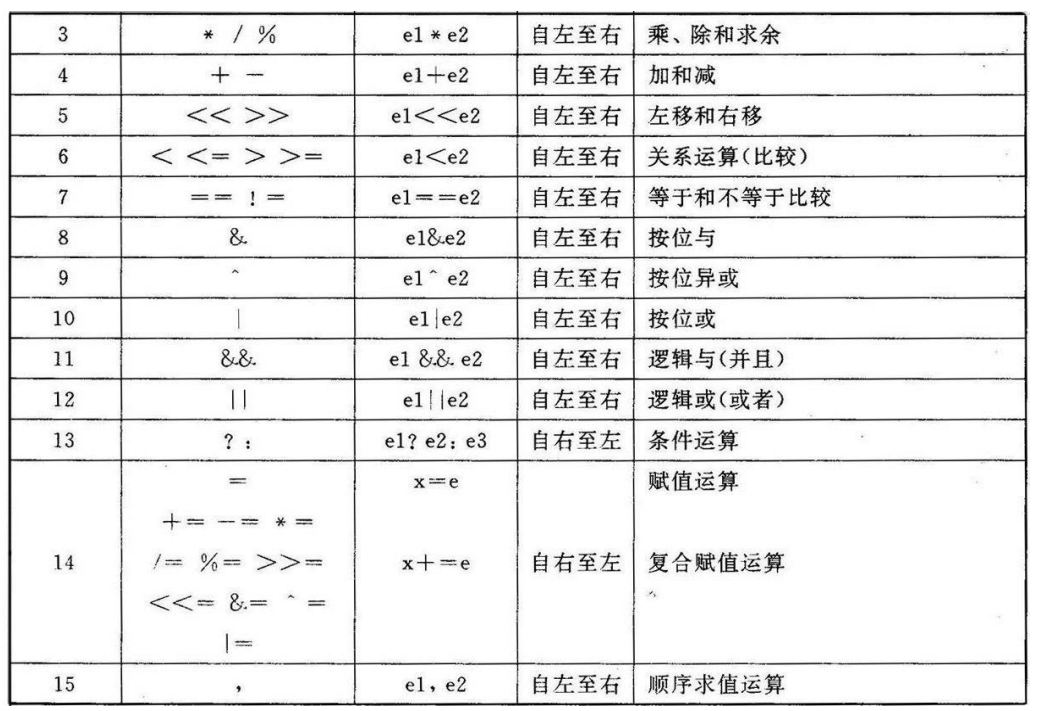 3 * / % e1*e2 自左至右 乘、除和求余
4 + - e1+e2 自左至右 加和减
5 << >> e1<<e2 自左至右 左移和右移
6 < <= > >= e1<e2 自左至右 关系运算(比较)
7 == != e1==e2 自左至右 等于和不等于比较
8 & e1&e2 自左至右 按位与
9 ^ e1^e2 自左至右 按位异或
10 | e1|e2 自左至右 按位或
11 && e1 && e2 自左至右 逻辑与(并且)
12 || e1||e2 自左至右 逻辑或(或者)
13 ? : e1? e2: e3 自右至左 条件运算
= x=e 赋值运算
+= -= *=
14 /= %= >>= x+=e 自右至左 复合赋值运算
<<= &= ^=
|=
15 , e1, e2 自左至右 顺序求值运算